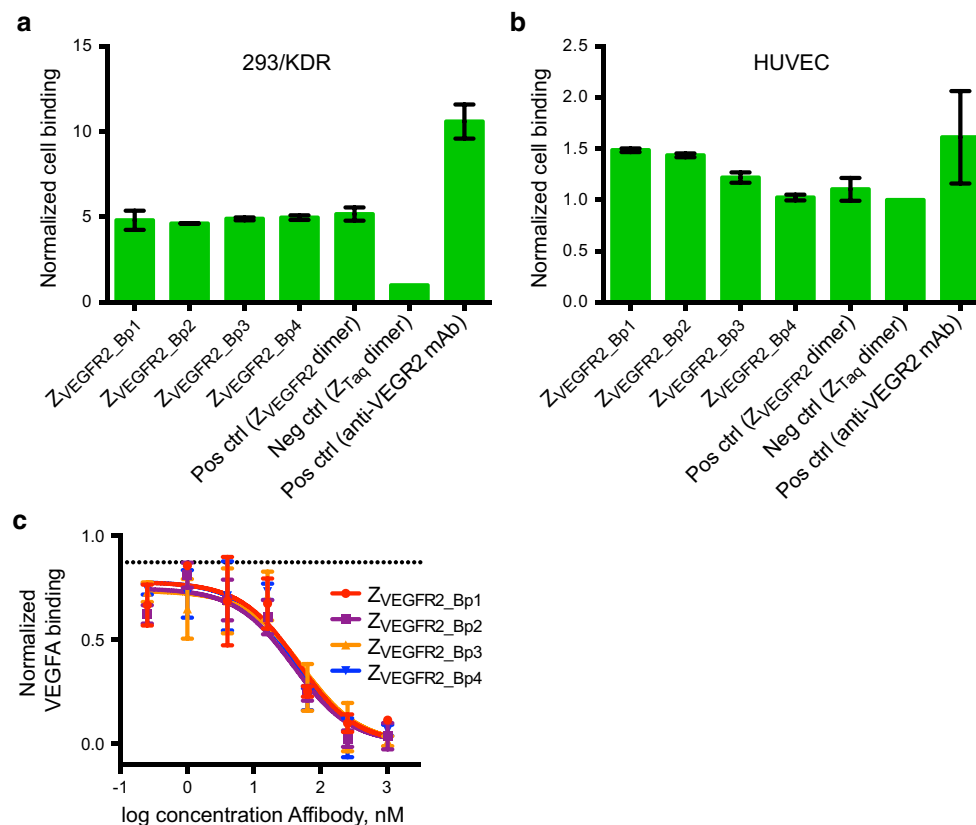 a
293/KDR
Normalized cell binding
15
10
5
0
ZVEGFR2_Bp1
ZVEGFR2_Bp2
ZVEGFR2_Bp3
ZVEGFR2_Bp4
Pos ctrl (ZVEGFR2 dimer)
Neg ctrl (ZTaq dimer)
Pos ctrl (anti-VEGR2 mAb)
b
HUVEC
Normalized cell binding
2.5
2.0
1.5
1.0
0.5
0.0
ZVEGFR2_Bp1
ZVEGFR2_Bp2
ZVEGFR2_Bp3
ZVEGFR2_Bp4
Pos ctrl (ZVEGFR2 dimer)
Neg ctrl (ZTaq dimer)
Pos ctrl (anti-VEGR2 mAb)
c
Normalized
VEGFA binding
1.0
0.5
0.0
-1
0
1
2
3
log concentration Affibody, nM
ZVEGFR2_Bp1
ZVEGFR2_Bp2
ZVEGFR2_Bp3
ZVEGFR2_Bp4